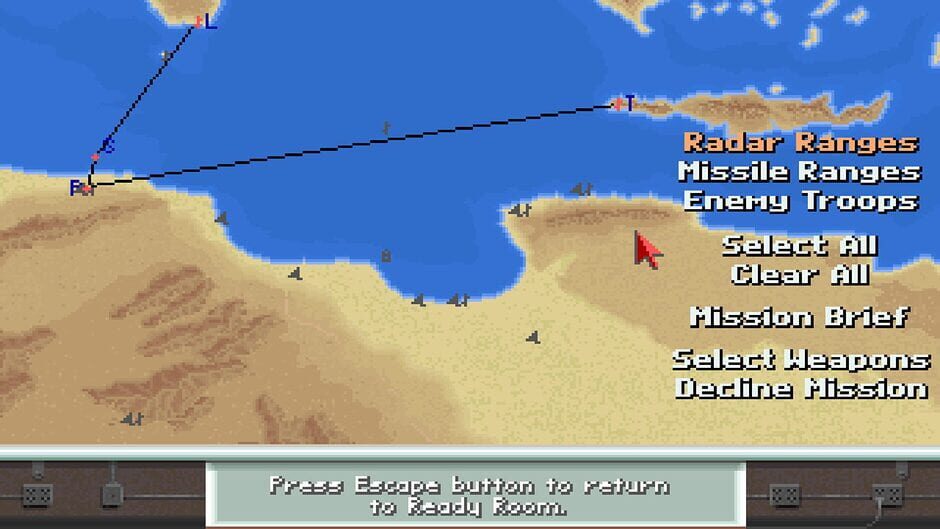 L
S
T
P
Radar Ranges
Missile Ranges
Enemy Troops
Select All
Clear All
Mission Brief
Select Weapons
Decline Mission
Press Escape button to return
to Ready Room.